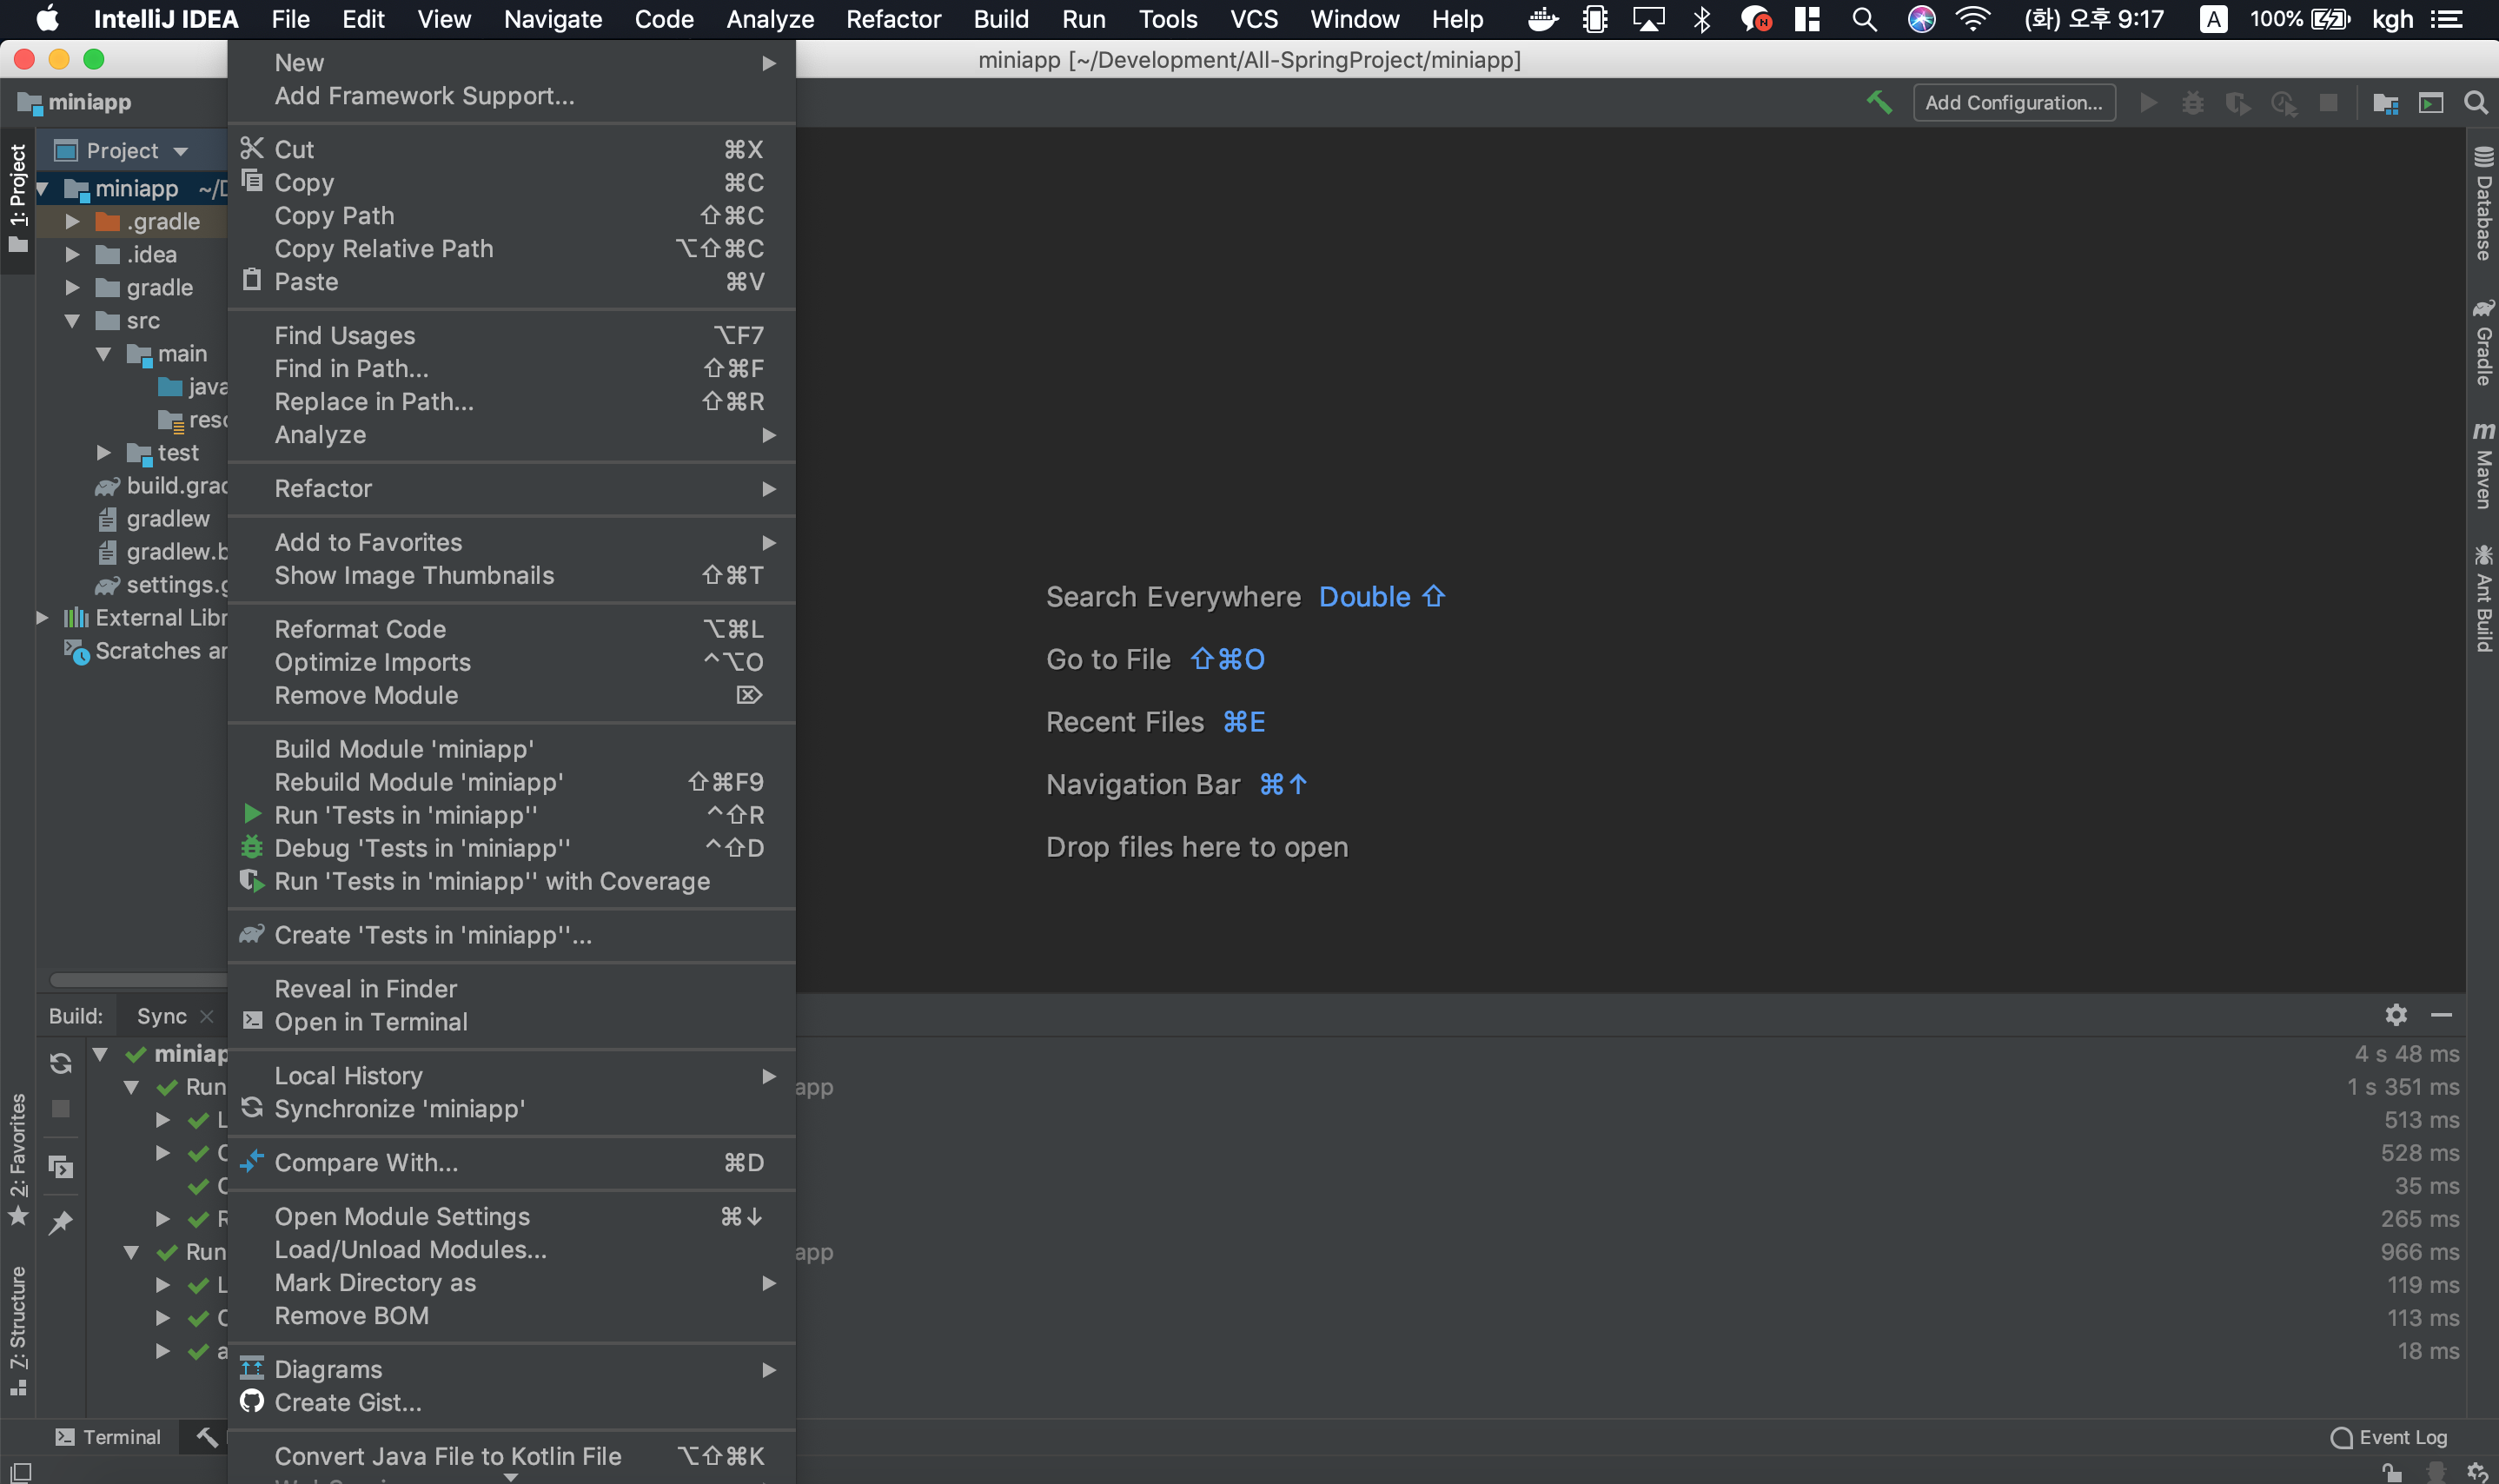 IntelliJ IDEA File Edit View Navigate Code Analyze Refactor Build Run Tools VCS Window Help (화) 오후 9:17 A 100% kgh
miniapp [~/Development/All-SpringProject/miniapp]
miniapp
Add Configuration...
1: Project
Project
miniapp ~/D
.gradle
.idea
gradle
src
main
java
reso
test
build.grad
gradlew
gradlew.b
settings.g
External Libr
Scratches ar
New
Add Framework Support...
Cut ⌘X
Copy ⌘C
Copy Path ⇧⌘C
Copy Relative Path ⌥⇧⌘C
Paste ⌘V
Find Usages ⌥F7
Find in Path... ⇧⌘F
Replace in Path... ⇧⌘R
Analyze
Refactor
Add to Favorites
Show Image Thumbnails ⇧⌘T
Reformat Code ⌥⌘L
Optimize Imports ^⌥O
Remove Module ⌦
Build Module 'miniapp'
Rebuild Module 'miniapp' ⇧⌘F9
Run 'Tests in 'miniapp'' ^⇧R
Debug 'Tests in 'miniapp'' ^⇧D
Run 'Tests in 'miniapp'' with Coverage
Create 'Tests in 'miniapp''...
Reveal in Finder
Open in Terminal
Local History
Synchronize 'miniapp'
Compare With... ⌘D
Open Module Settings ⌘↓
Load/Unload Modules...
Mark Directory as
Remove BOM
Diagrams
Create Gist...
Convert Java File to Kotlin File ⌥⇧⌘K
Search Everywhere Double ⇧
Go to File ⇧⌘O
Recent Files ⌘E
Navigation Bar ⌘↑
Drop files here to open
Database
Gradle
Maven
Ant Build
Build: Sync
miniap 4 s 48 ms
Run app 1 s 351 ms
L 513 ms
C 528 ms
C 35 ms
R 265 ms
Run app 966 ms
L 119 ms
C 113 ms
a 18 ms
2: Favorites
7: Structure
Terminal
Event Log